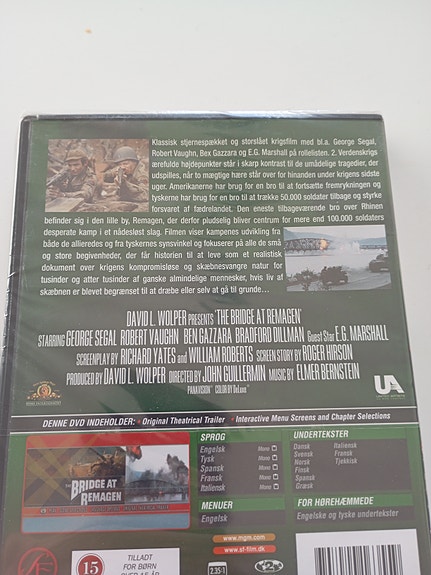 Klassisk stjernespækket og storslået krigsfilm med bl.a. George Segal,
Robert Vaughn, Bex Gazzara og E.G. Marshall på rollelisten. 2. Verdenskrigs
ærefulde højdepunkter står i skarp kontrast til de umådelige tragedier, der
udspilles, når to mægtige hære står over for hinanden under krigens sidste
uger. Amerikanerne har brug for en bro til at fortsætte fremrykningen og
tyskerne har brug for en bro til at trække 50.000 soldater tilbage og styrke
forsvaret af fædrelandet. Den eneste tilbageværende bro over Rhinen
befinder sig i den lille by, Remagen, der derfor pludselig bliver centrum for mere end 100.000 soldaters
desperate kamp i et nådesløst slag. Filmen viser kampenes udvikling fra
både de allieredes og fra tyskernes synsvinkel og fokuserer på alle de små
og store begivenheder, der får historien til at leve som et realistisk
dokument over krigens kompromisløse og skæbnesvangre natur for
tusinder og atter tusinder af ganske almindelige mennesker, hvis liv
af skæbnen er blevet begrænset til at dræbe eller selv at gå til grunde...
DAVID L. WOLPER PRESENTS THE BRIDGE AT REMAGEN
STARRING GEORGE SEGAL ROBERT VAUGHN BEN GAZZARA BRADFORD DILLMAN Guest Star E.G. MARSHALL
SCREENPLAY BY RICHARD YATES and WILLIAM ROBERTS SCREEN STORY BY ROGER HIRSON
PRODUCED BY DAVID L. WOLPER DIRECTED BY JOHN GUILLERMIN MUSIC BY ELMER BERNSTEIN
PANAVISION® COLOR BY DeLuxe®
UA
DENNE DVD INDEHOLDER: • Original Theatrical Trailer • Interactive Menu Screens and Chapter Selections
THE BRIDGE AT
REMAGEN
SPROG
Engelsk Mono
Tysk Mono
Spansk Mono
Fransk Mono
Italiensk Mono
MENUER
Engelsk
UNDERTEKSTER
Dansk Italiensk
Svensk Fransk
Norsk Tjekkisk
Finsk
Spansk
Græsk
FOR HØREHÆMMEDE
Engelske og tyske undertekster
www.mgm.com
www.sf-film.dk
15
TILLADT
FOR BØRN
OVER 15 ÅR
2.35:1
2